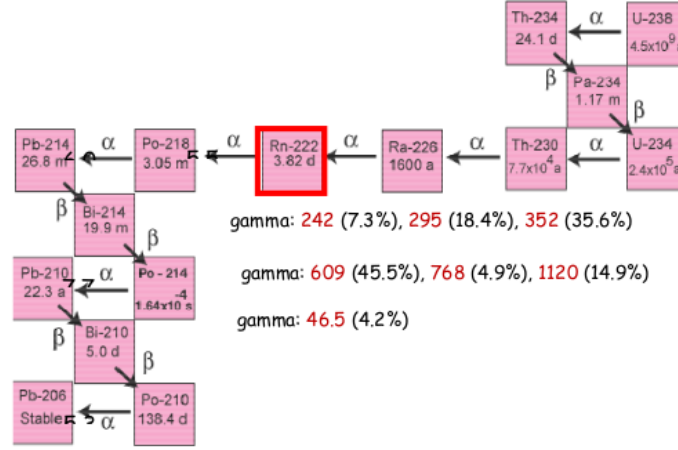 Th-234
24.1 d
α
U-238
4.5x10⁹a
β
Pa-234
1.17 m
β
Pb-214
26.8 m
α
Po-218
3.05 m
α
Rn-222
3.82 d
α
Ra-226
1600 a
α
Th-230
7.7x10⁴a
α
U-234
2.4x10⁵a
β
Bi-214
19.9 m
β
gamma: 242 (7.3%), 295 (18.4%), 352 (35.6%)
Pb-210
22.3 a
α
Po - 214
1.64x10⁻⁴ s
gamma: 609 (45.5%), 768 (4.9%), 1120 (14.9%)
β
Bi-210
5.0 d
β
gamma: 46.5 (4.2%)
Pb-206
Stable
α
Po-210
138.4 d